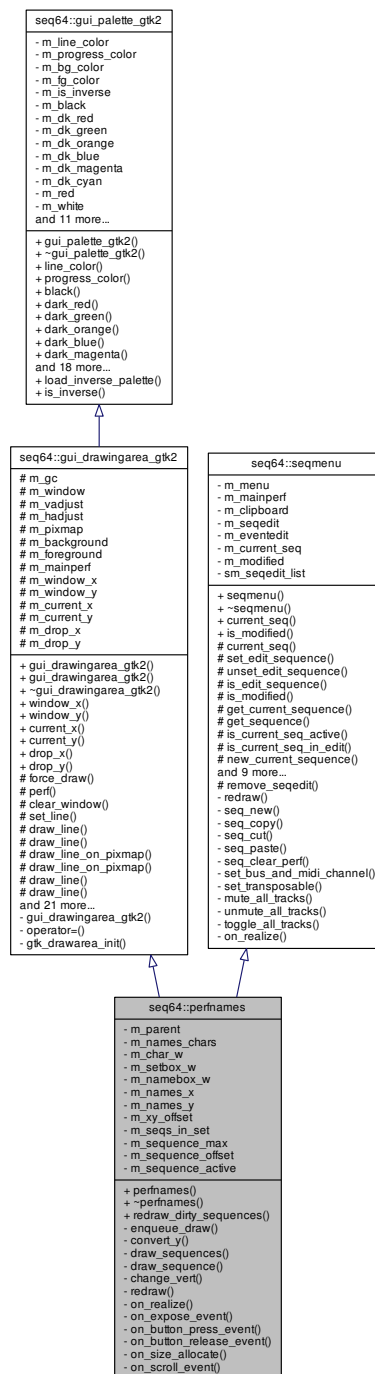 seq64::gui_palette_gtk2
- m_line_color
- m_progress_color
- m_bg_color
- m_fg_color
- m_is_inverse
- m_black
- m_dk_red
- m_dk_green
- m_dk_orange
- m_dk_blue
- m_dk_magenta
- m_dk_cyan
- m_red
- m_white
and 11 more...
+ gui_palette_gtk2()
+ ~gui_palette_gtk2()
+ line_color()
+ progress_color()
+ black()
+ dark_red()
+ dark_green()
+ dark_orange()
+ dark_blue()
+ dark_magenta()
and 18 more...
+ load_inverse_palette()
+ is_inverse()
seq64::gui_drawingarea_gtk2
# m_gc
# m_window
# m_vadjust
# m_hadjust
# m_pixmap
# m_background
# m_foreground
# m_mainperf
# m_window_x
# m_window_y
# m_current_x
# m_current_y
# m_drop_x
# m_drop_y
+ gui_drawingarea_gtk2()
+ gui_drawingarea_gtk2()
+ ~gui_drawingarea_gtk2()
+ window_x()
+ window_y()
+ current_x()
+ current_y()
+ drop_x()
+ drop_y()
# force_draw()
# perf()
# clear_window()
# set_line()
# draw_line()
# draw_line()
# draw_line_on_pixmap()
# draw_line_on_pixmap()
# draw_line()
# draw_line()
and 21 more...
- gui_drawingarea_gtk2()
- operator=()
- gtk_drawarea_init()
seq64::seqmenu
- m_menu
- m_mainperf
- m_clipboard
- m_seqedit
- m_eventedit
- m_current_seq
- m_modified
- sm_seqedit_list
+ seqmenu()
+ ~seqmenu()
+ current_seq()
+ is_modified()
# current_seq()
# set_edit_sequence()
# unset_edit_sequence()
# is_edit_sequence()
# is_modified()
# get_current_sequence()
# get_sequence()
# is_current_seq_active()
# is_current_seq_in_edit()
# new_current_sequence()
and 9 more...
# remove_seqedit()
- redraw()
- seq_new()
- seq_copy()
- seq_cut()
- seq_paste()
- seq_clear_perf()
- set_bus_and_midi_channel()
- set_transposable()
- mute_all_tracks()
- unmute_all_tracks()
- toggle_all_tracks()
- on_realize()
seq64::perfnames
- m_parent
- m_names_chars
- m_char_w
- m_setbox_w
- m_namebox_w
- m_names_x
- m_names_y
- m_xy_offset
- m_seqs_in_set
- m_sequence_max
- m_sequence_offset
- m_sequence_active
+ perfnames()
+ ~perfnames()
+ redraw_dirty_sequences()
- enqueue_draw()
- convert_y()
- draw_sequences()
- draw_sequence()
- change_vert()
- redraw()
- on_realize()
- on_expose_event()
- on_button_press_event()
- on_button_release_event()
- on_size_allocate()
- on_scroll_event()